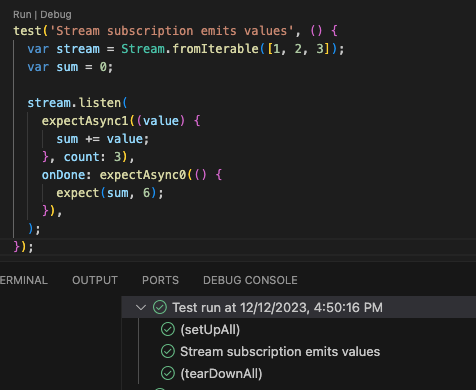 Run | Debug
test('Stream subscription emits values', () {
  var stream = Stream.fromIterable([1, 2, 3]);
  var sum = 0;

  stream.listen(
    expectAsync1((value) {
      sum += value;
    }, count: 3),
    onDone: expectAsync0(() {
      expect(sum, 6);
    }),
  );
});
ERMINAL OUTPUT PORTS DEBUG CONSOLE
Test run at 12/12/2023, 4:50:16 PM
(setUpAll)
Stream subscription emits values
(tearDownAll)